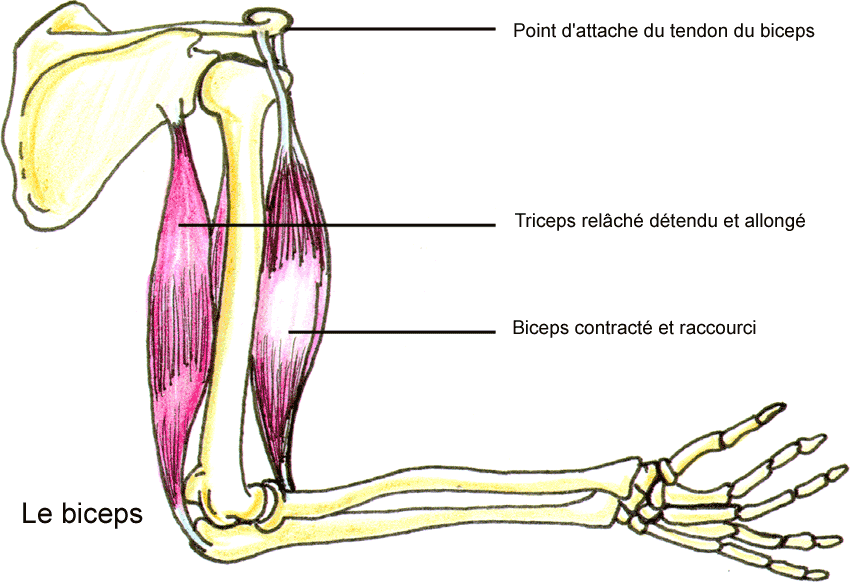 Point d'attache du tendon du biceps
Triceps relâché détendu et allongé
Biceps contracté et raccourci
Le biceps